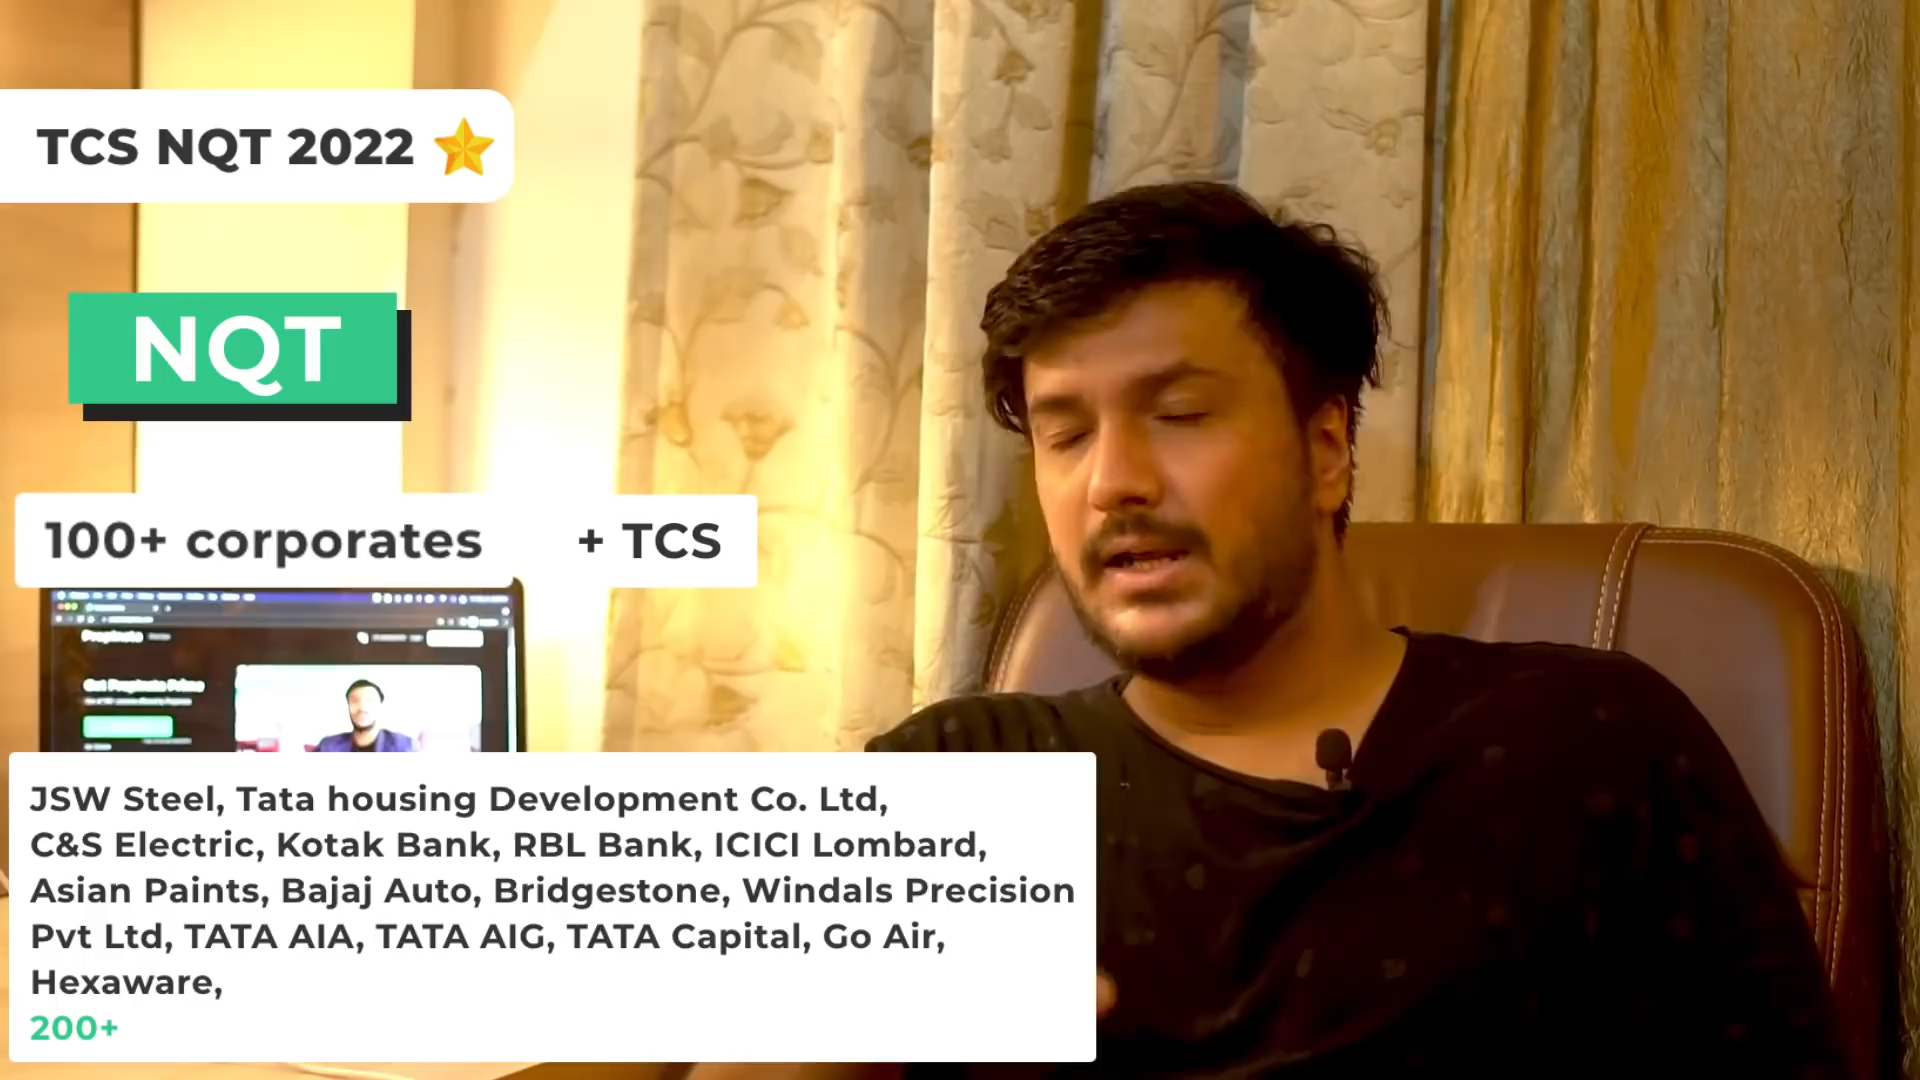 TCS NQT 2022
NQT
100+ corporates + TCS
JSW Steel, Tata housing Development Co. Ltd,
C&S Electric, Kotak Bank, RBL Bank, ICICI Lombard,
Asian Paints, Bajaj Auto, Bridgestone, Windals Precision
Pvt Ltd, TATA AIA, TATA AIG, TATA Capital, Go Air,
Hexaware,
200+